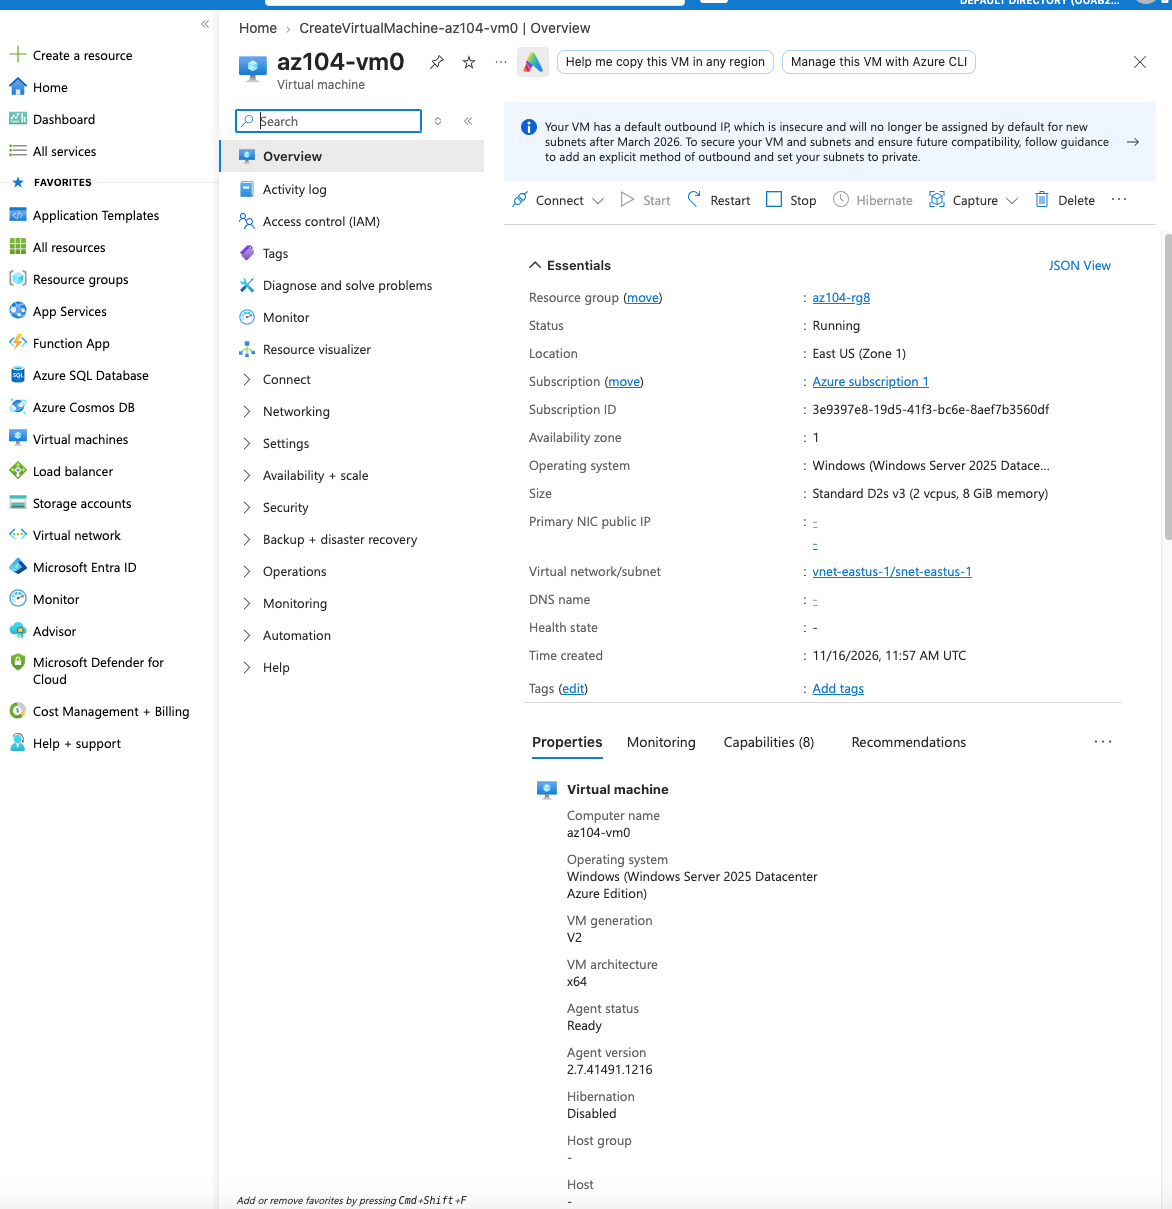 Create a resource
Home
Dashboard
All services
FAVORITES
Application Templates
All resources
Resource groups
App Services
Function App
Azure SQL Database
Azure Cosmos DB
Virtual machines
Load balancer
Storage accounts
Virtual network
Microsoft Entra ID
Monitor
Advisor
Microsoft Defender for
Cloud
Cost Management + Billing
Help + support
Home › CreateVirtualMachine-az104-vm0 | Overview
az104-vm0
Virtual machine
Help me copy this VM in any region
Manage this VM with Azure CLI
Search
Overview
Activity log
Access control (IAM)
Tags
Diagnose and solve problems
Monitor
Resource visualizer
Connect
Networking
Settings
Availability + scale
Security
Backup + disaster recovery
Operations
Monitoring
Automation
Help
Add or remove favorites by pressing Cmd+Shift+F
Your VM has a default outbound IP, which is insecure and will no longer be assigned by default for new
subnets after March 2026. To secure your VM and subnets and ensure future compatibility, follow guidance
to add an explicit method of outbound and set your subnets to private.
Connect Start Restart Stop Hibernate Capture Delete ...
Essentials JSON View
Resource group (move) : az104-rg8
Status : Running
Location : East US (Zone 1)
Subscription (move) : Azure subscription 1
Subscription ID : 3e9397e8-19d5-41f3-bc6e-8aef7b3560df
Availability zone : 1
Operating system : Windows (Windows Server 2025 Datace...
Size : Standard D2s v3 (2 vcpus, 8 GiB memory)
Primary NIC public IP : -
-
Virtual network/subnet : vnet-eastus-1/snet-eastus-1
DNS name : -
Health state : -
Time created : 11/16/2026, 11:57 AM UTC
Tags (edit) : Add tags
Properties Monitoring Capabilities (8) Recommendations ...
Virtual machine
Computer name
az104-vm0
Operating system
Windows (Windows Server 2025 Datacenter
Azure Edition)
VM generation
V2
VM architecture
x64
Agent status
Ready
Agent version
2.7.41491.1216
Hibernation
Disabled
Host group
-
Host
-